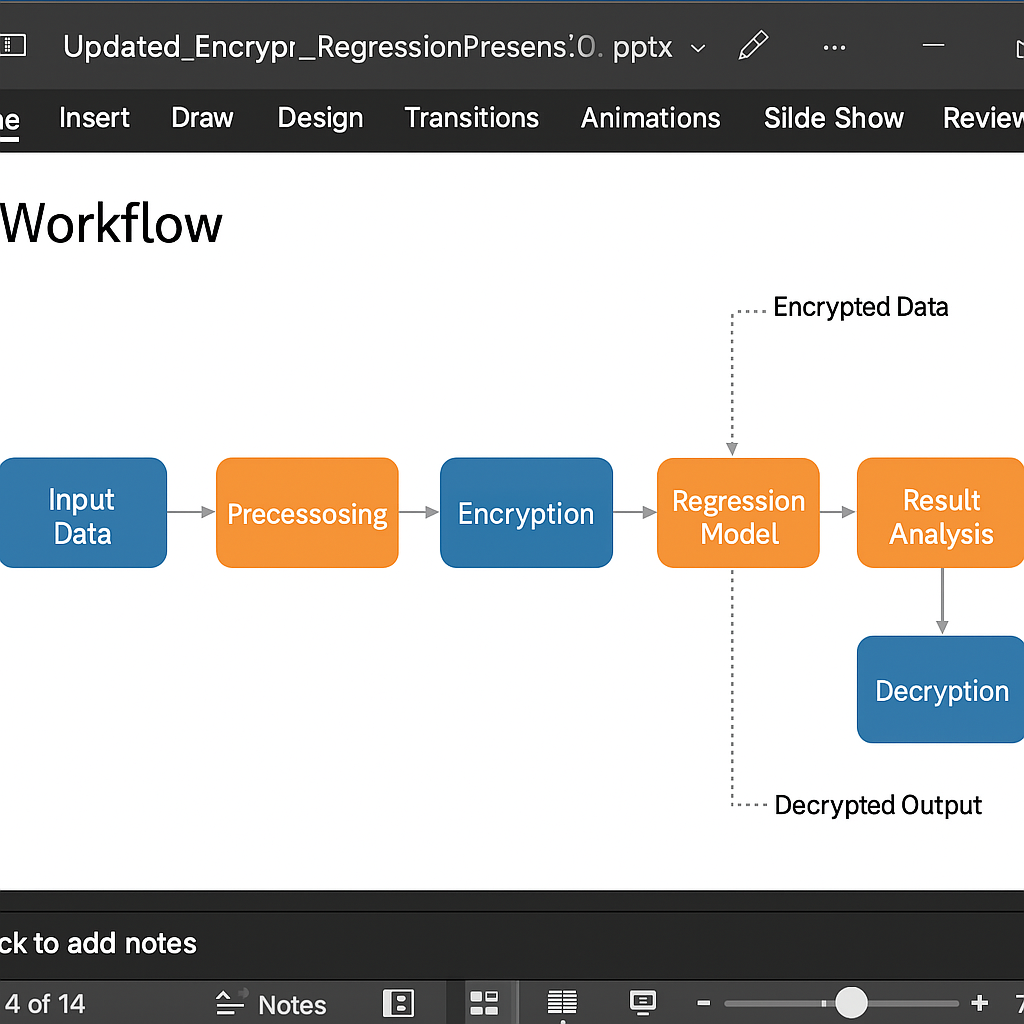 Updated_Encrypr_RegressionPresens.'0. pptx
ne Insert Draw Design Transitions Animations Silde Show Review
Workflow
Encrypted Data
Input
Data
Precessosing
Encryption
Regression
Model
Result
Analysis
Decryption
Decrypted Output
ck to add notes
4 of 14 Notes 7